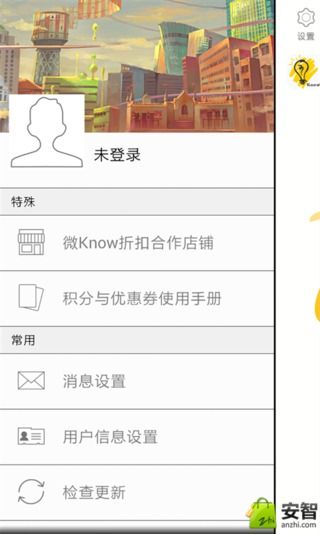 设置
Know
未登录
特殊
微Know折扣合作店铺
积分与优惠券使用手册
常用
消息设置
用户信息设置
检查更新
安智
anzhi.com